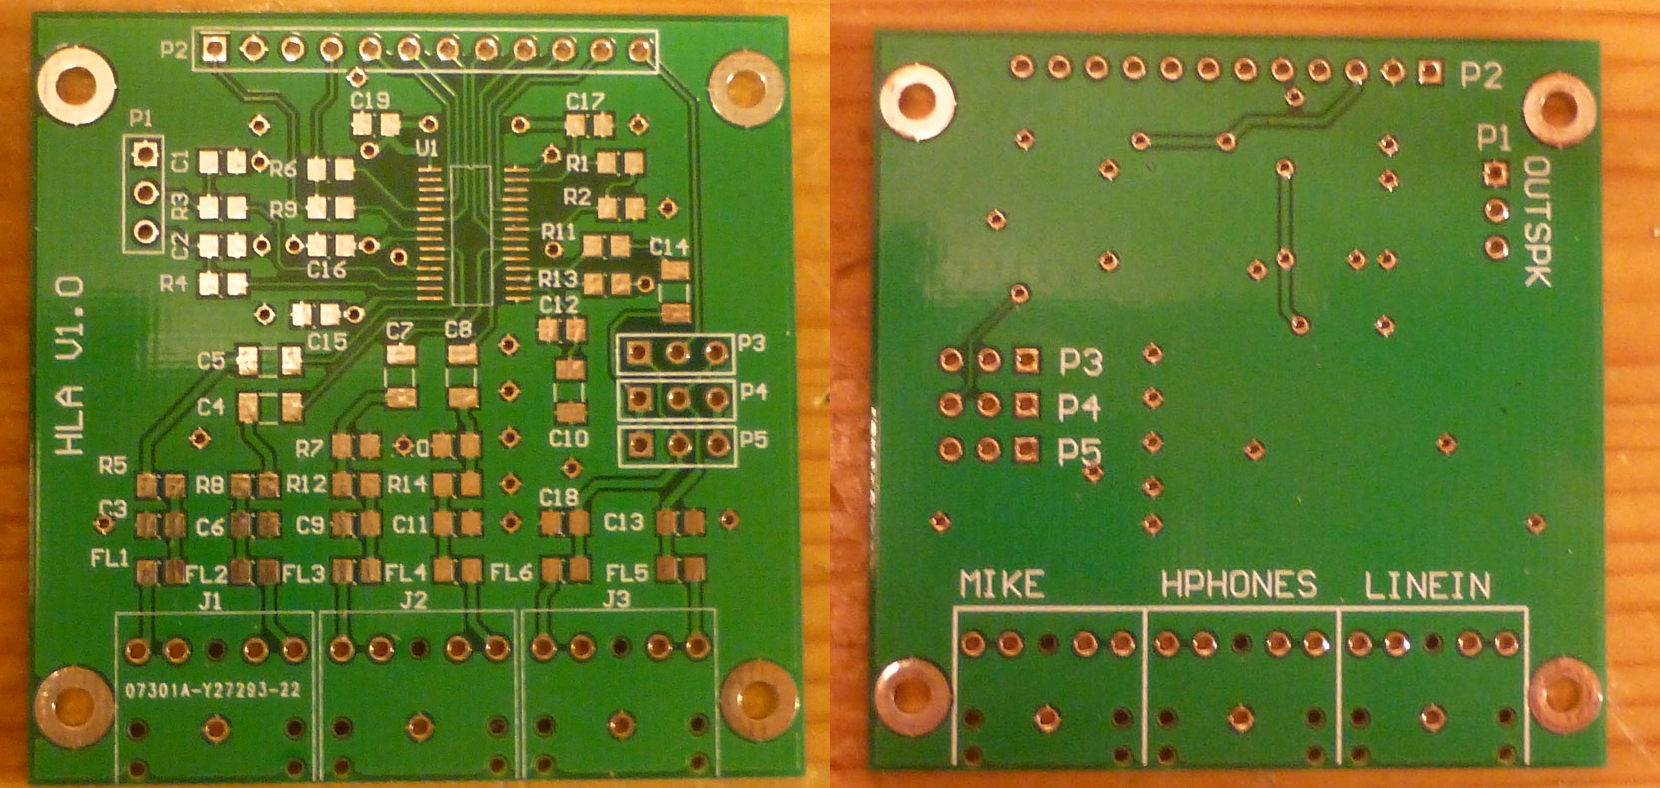 P2
C19
C17
P1
U1
C1
R6
R1
R3
R9
R2
C2
C16
R11
C14
R4
R13
C15
C12
C7
C8
P3
C5
C4
P4
HLA V1.0
R7
C10
P5
R5
R8
R12
R14
C18
C3
C6
C9
C11
C13
FL1
FL2
FL3
FL4
FL6
FL5
J1
J2
J3
07301A-Y27293-22
P2
P1
OUTSPK
P3
P4
P5
MIKE
HPHONES
LINEIN